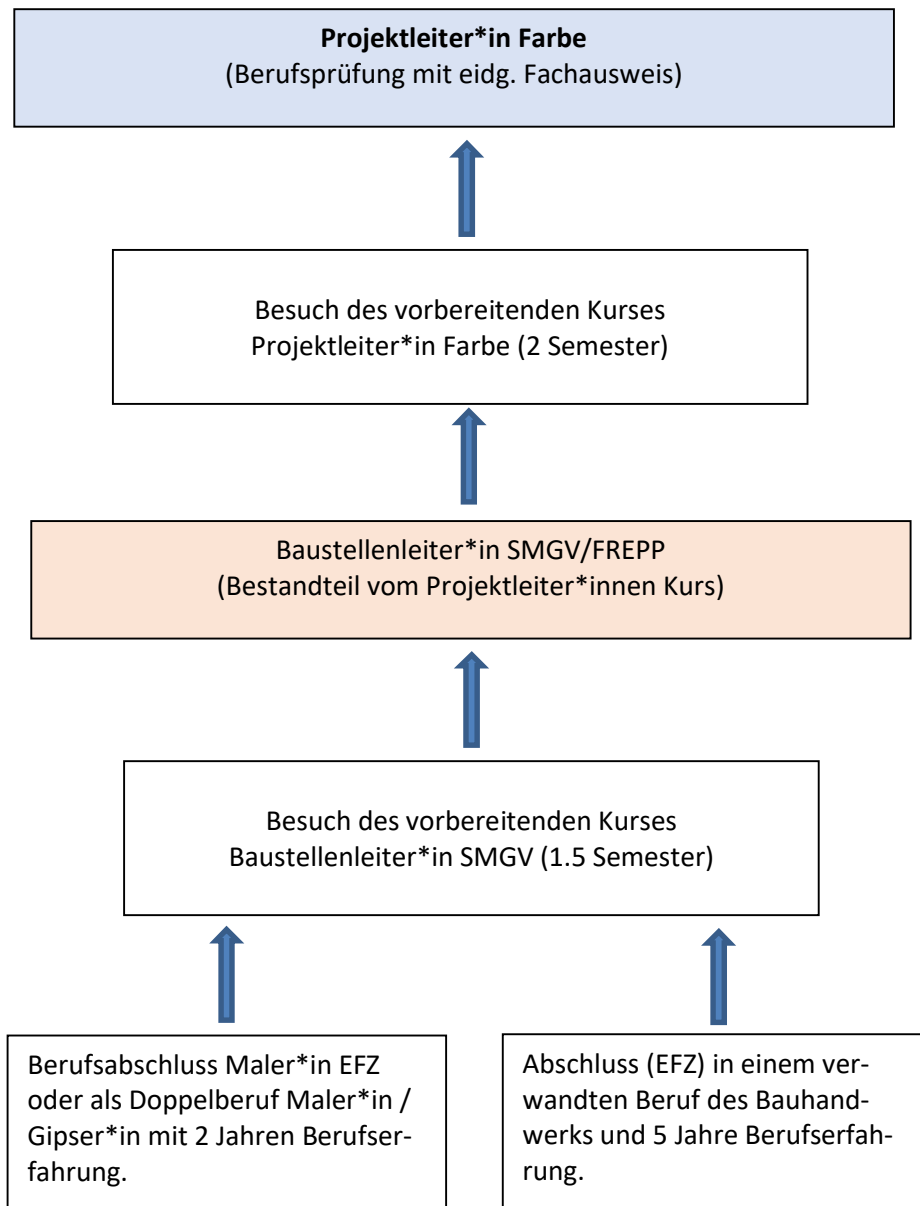 Projektleiter*in Farbe
(Berufsprüfung mit eidg. Fachausweis)
Besuch des vorbereitenden Kurses
Projektleiter*in Farbe (2 Semester)
Baustellenleiter*in SMGV/FREPP
(Bestandteil vom Projektleiter*innen Kurs)
Besuch des vorbereitenden Kurses
Baustellenleiter*in SMGV (1.5 Semester)
Berufsabschluss Maler*in EFZ
oder als Doppelberuf Maler*in /
Gipser*in mit 2 Jahren Berufser-
fahrung.
Abschluss (EFZ) in einem ver-
wandten Beruf des Bauhand-
werks und 5 Jahre Berufserfah-
rung.